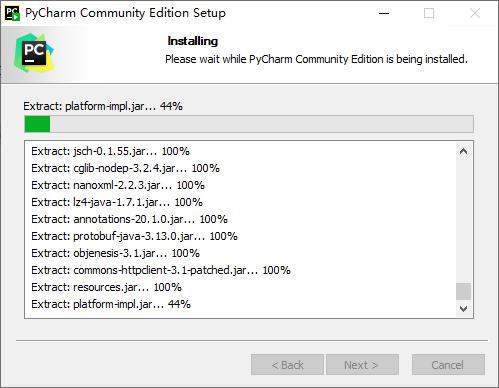 PyCharm Community Edition Setup
PC
Installing
Please wait while PyCharm Community Edition is being installed.
Extract: platform-impl.jar... 44%
Extract: jsch-0.1.55.jar... 100%
Extract: cglib-nodep-3.2.4.jar... 100%
Extract: nanoxml-2.2.3.jar... 100%
Extract: lz4-java-1.7.1.jar... 100%
Extract: annotations-20.1.0.jar... 100%
Extract: protobuf-java-3.13.0.jar... 100%
Extract: objenesis-3.1.jar... 100%
Extract: commons-httpclient-3.1-patched.jar... 100%
Extract: resources.jar... 100%
Extract: platform-impl.jar... 44%
< Back Next > Cancel